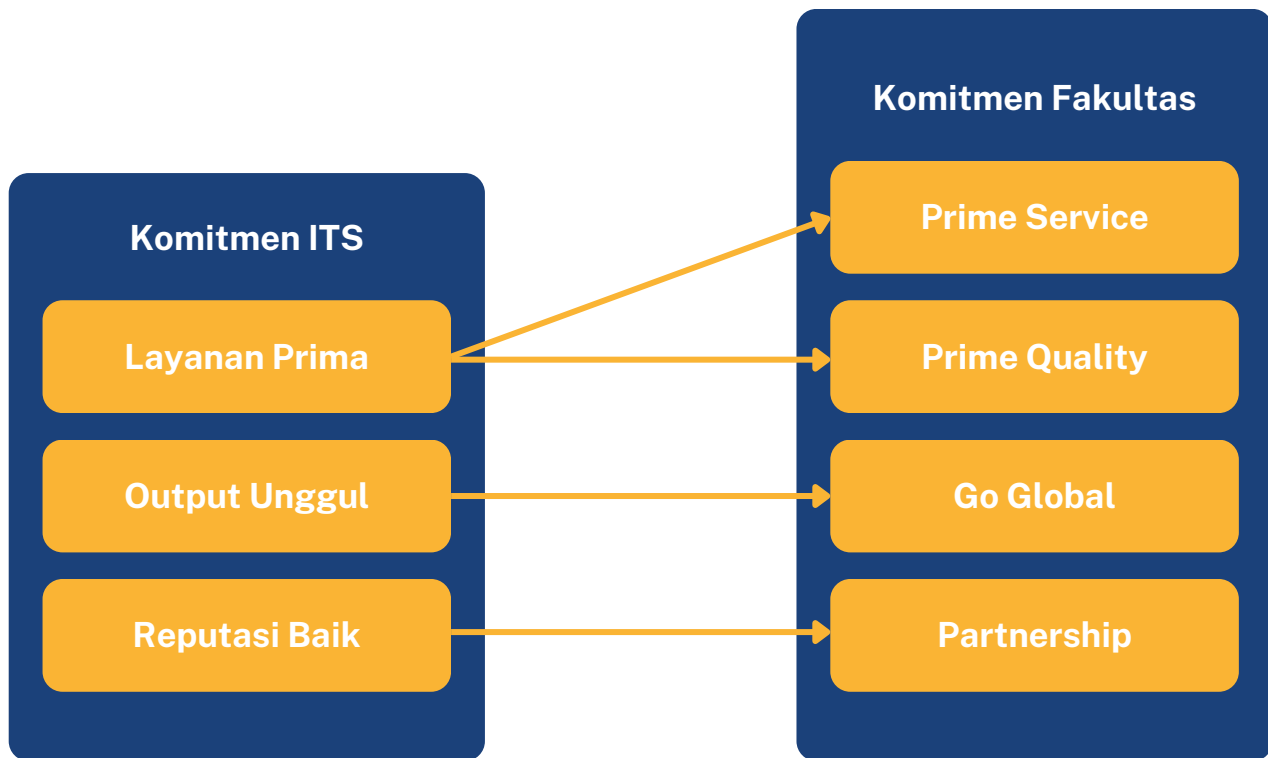 Komitmen ITS
Layanan Prima
Output Unggul
Reputasi Baik
Komitmen Fakultas
Prime Service
Prime Quality
Go Global
Partnership